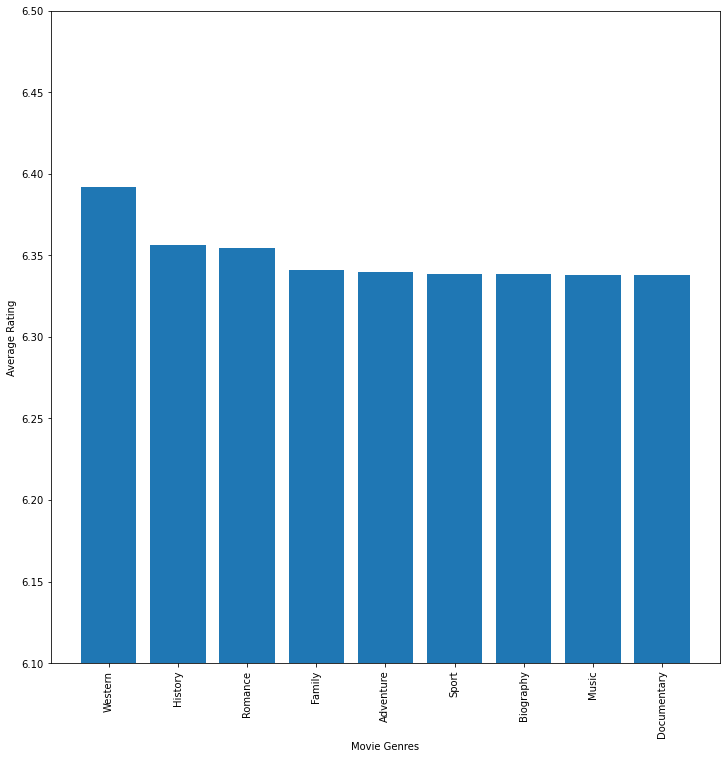 6.50
6.45
6.40
6.35
6.30
6.25
6.20
6.15
6.10
Average Rating
Western
History
Romance
Family
Adventure
Sport
Biography
Music
Documentary
Movie Genres